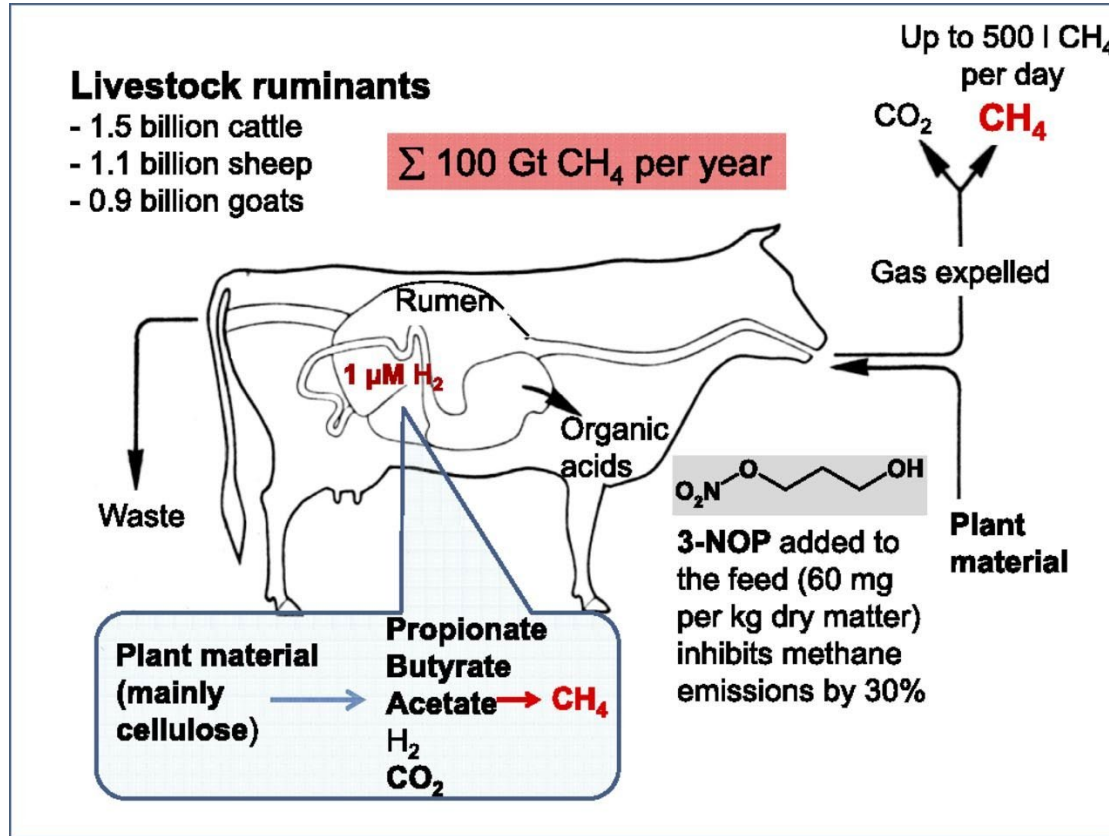 Livestock ruminants
- 1.5 billion cattle
- 1.1 billion sheep
- 0.9 billion goats
∑ 100 Gt CH₄ per year
Up to 500 l CH₄
per day
CO₂
CH₄
Gas expelled
Rumen
1 µM H₂
Organic
acids
Waste
O₂N
O
OH
3-NOP added to
the feed (60 mg
per kg dry matter)
inhibits methane
emissions by 30%
Plant
material
Plant material
(mainly
cellulose)
Propionate
Butyrate
Acetate
CH₄
H₂
CO₂